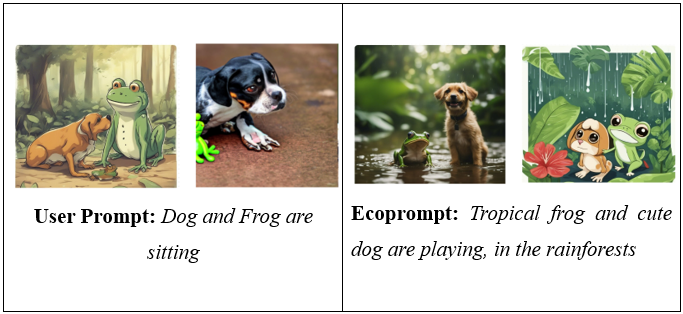 User Prompt: Dog and Frog are
sitting
Ecoprompt: Tropical frog and cute
dog are playing, in the rainforests